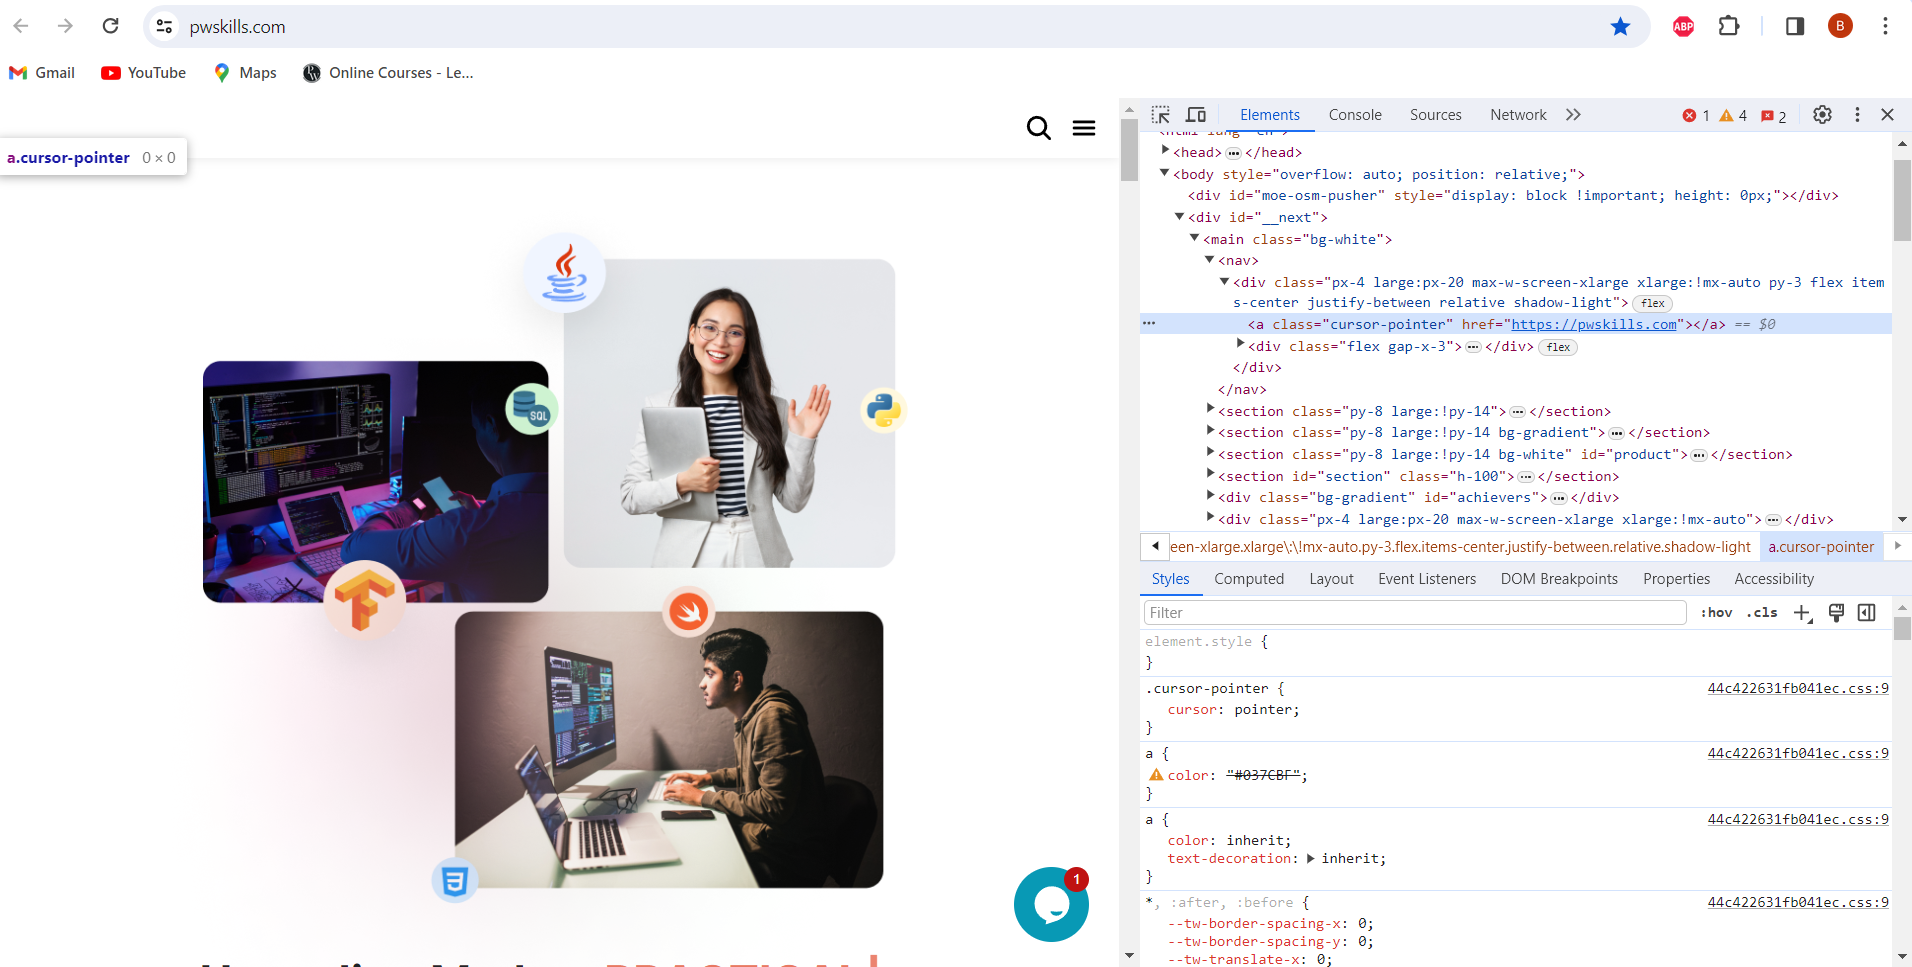 pwskills.com
ABP
B
Gmail
YouTube
Maps
Online Courses - Le...
a.cursor-pointer 0 × 0
SQL
1
Elements
Console
Sources
Network
1
4
2
<head> ••• </head>
<body style="overflow: auto; position: relative;">
<div id="moe-osm-pusher" style="display: block !important; height: 0px;"></div>
<div id="__next">
<main class="bg-white">
<nav>
<div class="px-4 large:px-20 max-w-screen-xlarge xlarge:!mx-auto py-3 flex item
s-center justify-between relative shadow-light"> flex
<a class="cursor-pointer" href="https://pwskills.com"></a> == $0
<div class="flex gap-x-3"> ••• </div> flex
</div>
</nav>
<section class="py-8 large:!py-14"> ••• </section>
<section class="py-8 large:!py-14 bg-gradient"> ••• </section>
<section class="py-8 large:!py-14 bg-white" id="product"> ••• </section>
<section id="section" class="h-100"> ••• </section>
<div class="bg-gradient" id="achievers"> ••• </div>
<div class="px-4 large:px-20 max-w-screen-xlarge xlarge:!mx-auto"> ••• </div>
een-xlarge.xlarge\:\!mx-auto.py-3.flex.items-center.justify-between.relative.shadow-light
a.cursor-pointer
Styles
Computed
Layout
Event Listeners
DOM Breakpoints
Properties
Accessibility
Filter
:hov
.cls
element.style {
}
.cursor-pointer { 44c422631fb041ec.css:9
cursor: pointer;
}
a { 44c422631fb041ec.css:9
color: "#037CBF";
}
a { 44c422631fb041ec.css:9
color: inherit;
text-decoration: inherit;
}
*, :after, :before { 44c422631fb041ec.css:9
--tw-border-spacing-x: 0;
--tw-border-spacing-y: 0;
--tw-translate-x: 0;